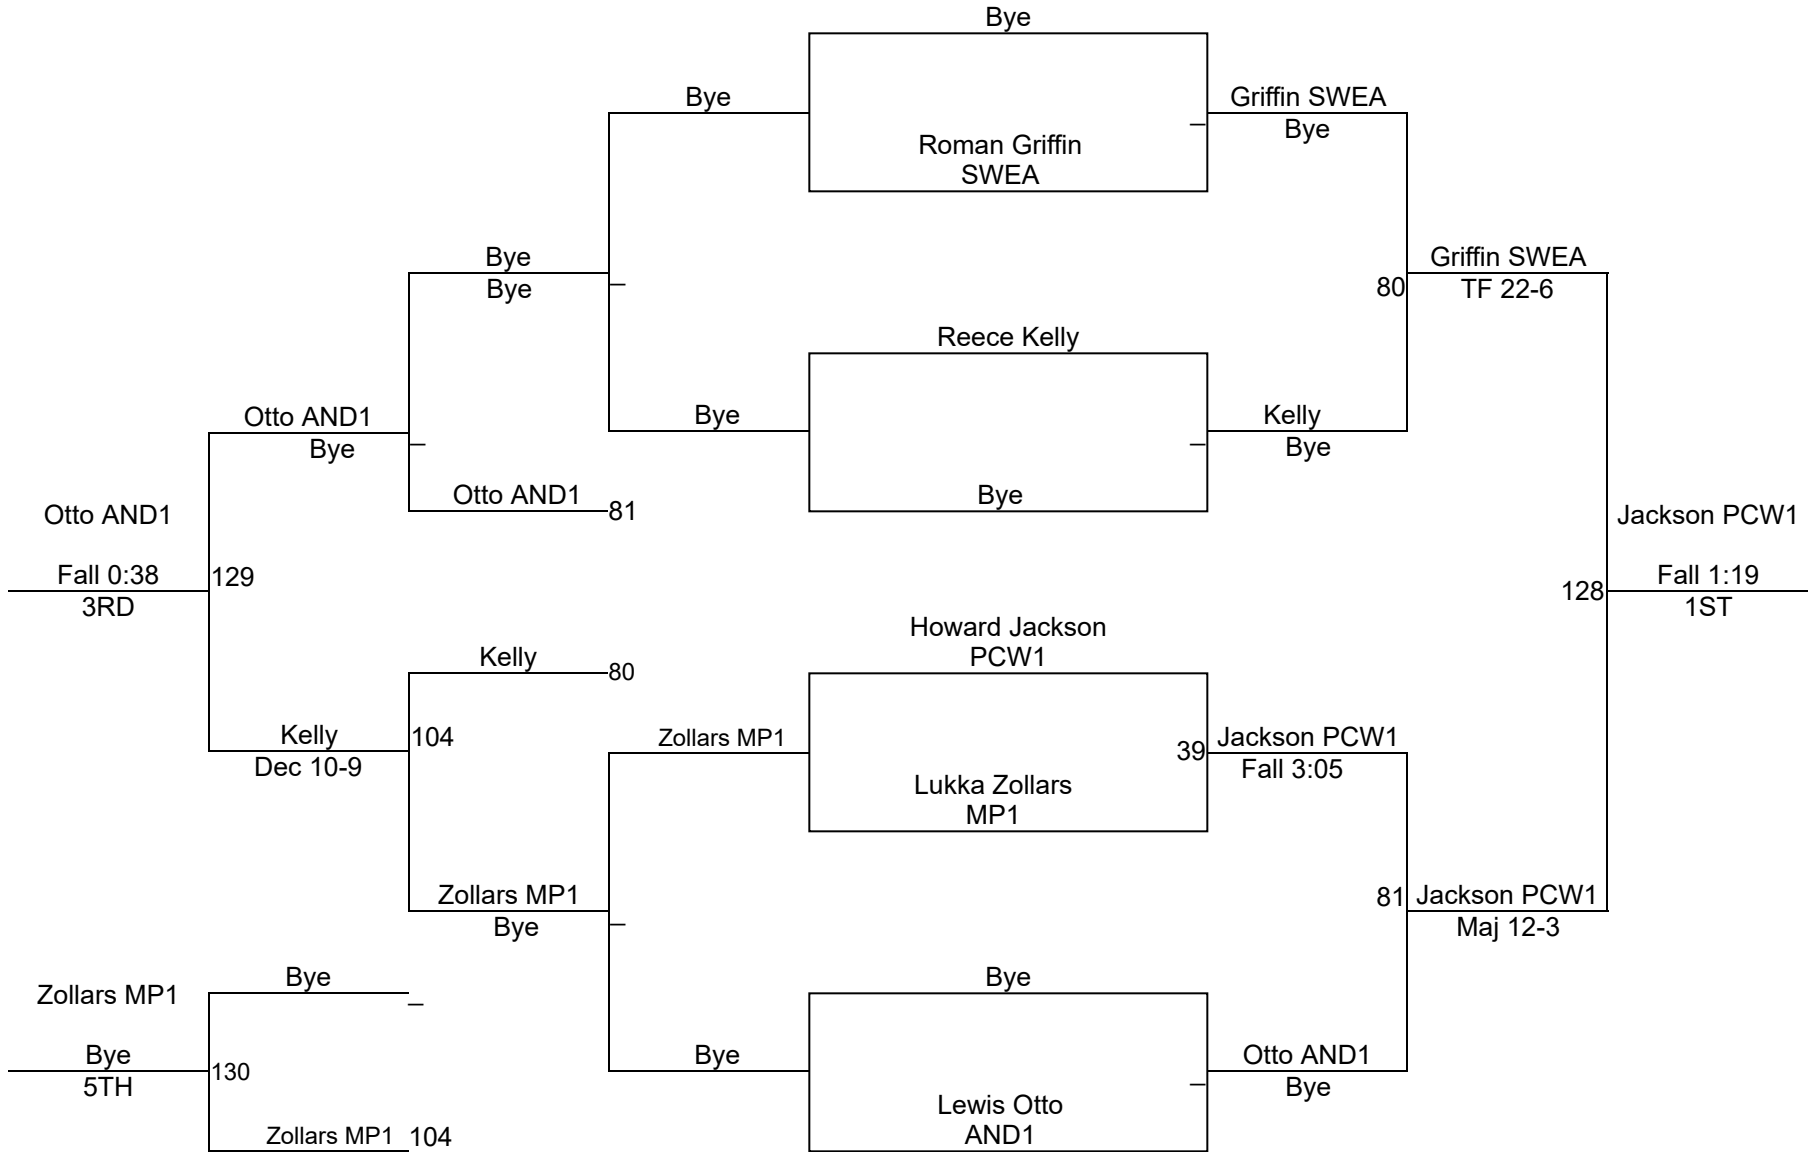 Bye
Bye
Griffin SWEA
Bye
Roman Griffin
SWEA
Bye
Bye
Griffin SWEA
TF 22-6
80
Reece Kelly
Otto AND1
Bye
Bye
Kelly
Bye
Otto AND1
81
Bye
Otto AND1
Jackson PCW1
Fall 0:38
3RD
129
128
Fall 1:19
1ST
Howard Jackson
PCW1
Kelly
80
Kelly
Dec 10-9
104
Zollars MP1
39
Jackson PCW1
Fall 3:05
Lukka Zollars
MP1
Zollars MP1
Bye
81
Jackson PCW1
Maj 12-3
Zollars MP1
Bye
Bye
Bye
5TH
130
Bye
Otto AND1
Bye
Zollars MP1
104
Lewis Otto
AND1